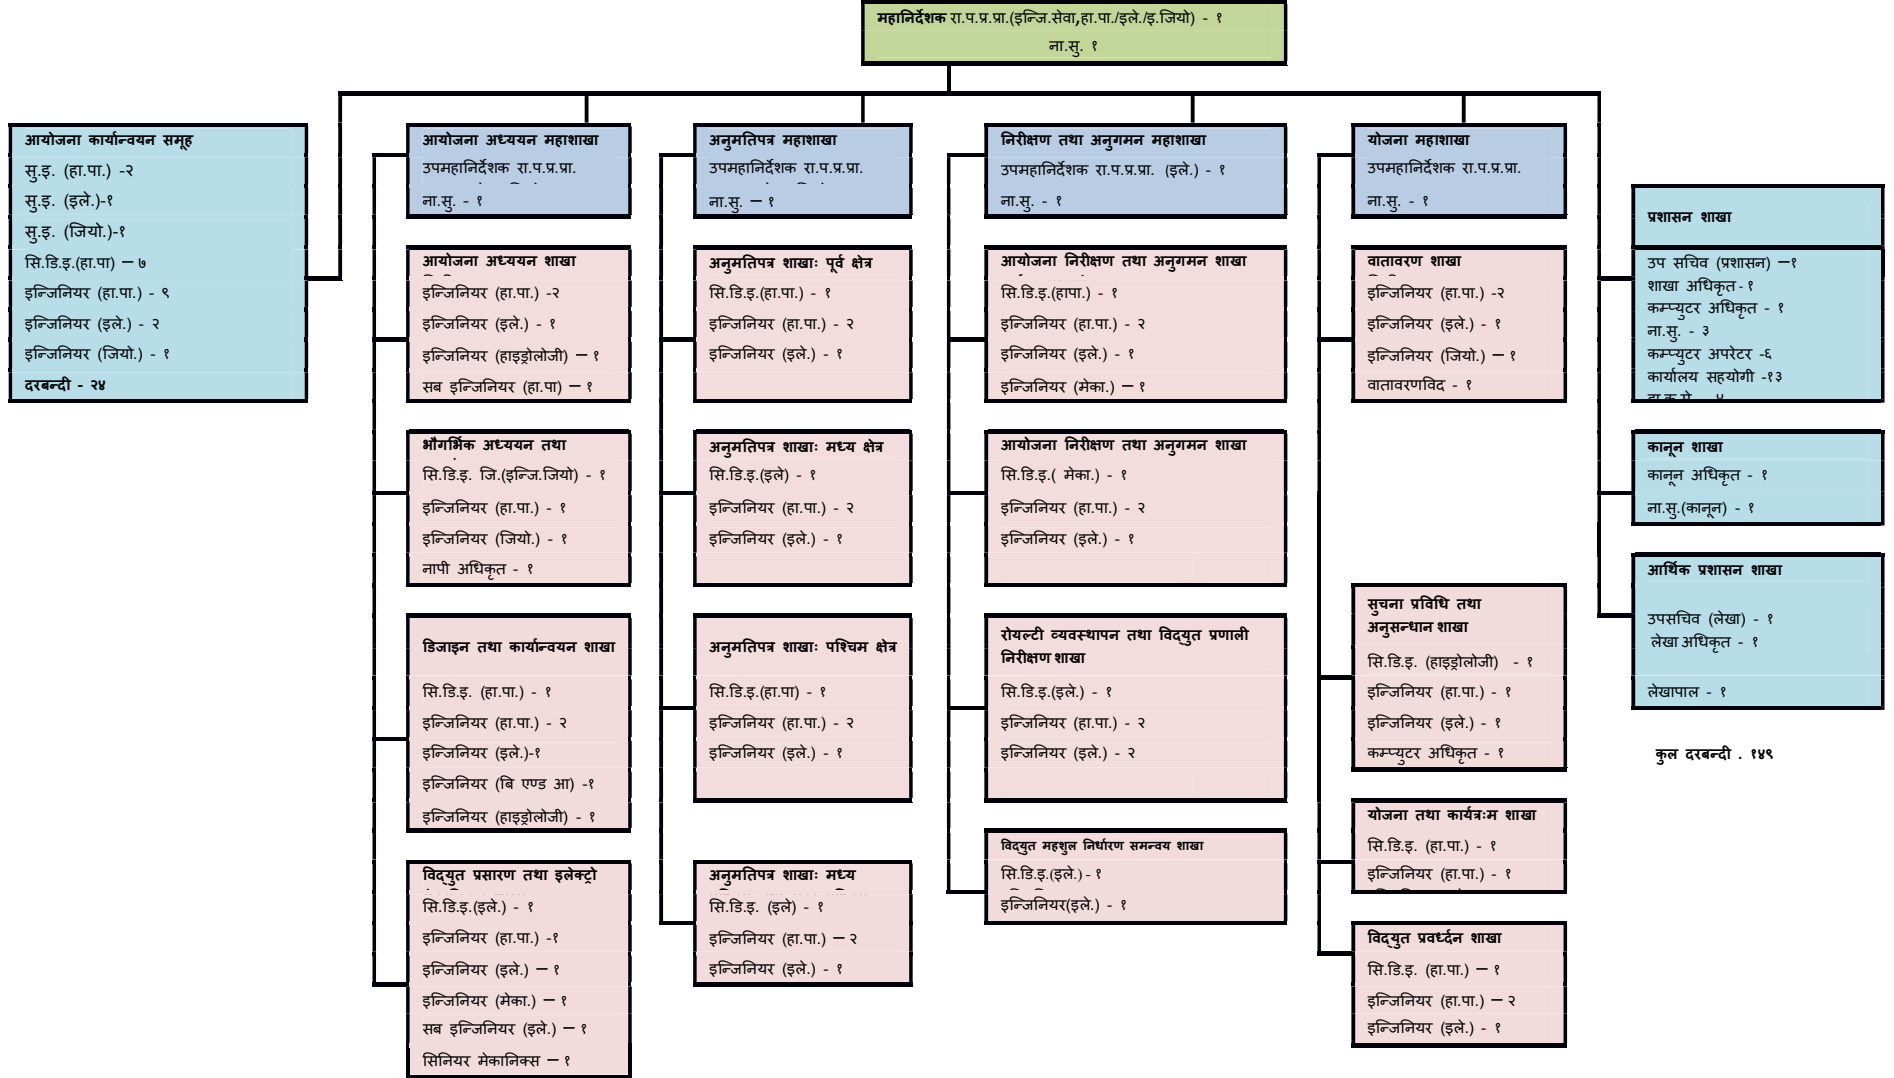 महानिर्देशक रा.प.प्र.प्रा.(इन्जि.सेवा,हा.पा./इले./इ.जियो) - १
ना.सु. १
आयोजना कार्यान्वयन समूह
सु.इ. (हा.पा.) -२
सु.इ. (इले.)-१
सु.इ. (जियो.)-१
सि.डि.इ.(हा.पा) – ७
इन्जिनियर (हा.पा.) - ९
इन्जिनियर (इले.) - २
इन्जिनियर (जियो.) - १
दरबन्दी - २४
आयोजना अध्ययन महाशाखा
उपमहानिर्देशक रा.प.प्र.प्रा.
ना.सु. - १
आयोजना अध्ययन शाखा
इन्जिनियर (हा.पा.) -२
इन्जिनियर (इले.) - १
इन्जिनियर (हाइड्रोलोजी) – १
सब इन्जिनियर (हा.पा) – १
भौगर्भिक अध्ययन तथा
सि.डि.इ. जि.(इन्जि.जियो) - १
इन्जिनियर (हा.पा.) - १
इन्जिनियर (जियो.) - १
नापी अधिकृत - १
डिजाइन तथा कार्यान्वयन शाखा
सि.डि.इ. (हा.पा.) - १
इन्जिनियर (हा.पा.) - २
इन्जिनियर (इले.)-१
इन्जिनियर (बि एण्ड आ) -१
इन्जिनियर (हाइड्रोलोजी) - १
विद्युत प्रसारण तथा इलेक्ट्रो
सि.डि.इ.(इले.) - १
इन्जिनियर (हा.पा.) -१
इन्जिनियर (इले.) – १
इन्जिनियर (मेका.) – १
सब इन्जिनियर (इले.) – १
सिनियर मेकानिक्स – १
अनुमतिपत्र महाशाखा
उपमहानिर्देशक रा.प.प्र.प्रा.
ना.सु. – १
अनुमतिपत्र शाखाः पूर्व क्षेत्र
सि.डि.इ.(हा.पा.) - १
इन्जिनियर (हा.पा.) - २
इन्जिनियर (इले.) - १
अनुमतिपत्र शाखाः मध्य क्षेत्र
सि.डि.इ.(इले) - १
इन्जिनियर (हा.पा.) - २
इन्जिनियर (इले.) - १
अनुमतिपत्र शाखाः पश्चिम क्षेत्र
सि.डि.इ.(हा.पा) - १
इन्जिनियर (हा.पा.) - २
इन्जिनियर (इले.) - १
अनुमतिपत्र शाखाः मध्य
सि.डि.इ. (इले) - १
इन्जिनियर (हा.पा.) – २
इन्जिनियर (इले.) - १
निरीक्षण तथा अनुगमन महाशाखा
उपमहानिर्देशक रा.प.प्र.प्रा. (इले.) - १
ना.सु. - १
आयोजना निरीक्षण तथा अनुगमन शाखा
सि.डि.इ.(हापा.) - १
इन्जिनियर (हा.पा.) - २
इन्जिनियर (इले.) - १
इन्जिनियर (मेका.) – १
आयोजना निरीक्षण तथा अनुगमन शाखा
सि.डि.इ.( मेका.) - १
इन्जिनियर (हा.पा.) - २
इन्जिनियर (इले.) - १
रोयल्टी व्यवस्थापन तथा विद्युत प्रणाली
निरीक्षण शाखा
सि.डि.इ.(इले.) - १
इन्जिनियर (हा.पा.) - २
इन्जिनियर (इले.) - २
विद्युत महशुल निर्धारण समन्वय शाखा
सि.डि.इ.(इले.) - १
इन्जिनियर(इले.) - १
योजना महाशाखा
उपमहानिर्देशक रा.प.प्र.प्रा.
ना.सु. - १
वातावरण शाखा
इन्जिनियर (हा.पा.) -२
इन्जिनियर (इले.) - १
इन्जिनियर (जियो.) – १
वातावरणविद - १
सुचना प्रविधि तथा
अनुसन्धान शाखा
सि.डि.इ. (हाइड्रोलोजी) - १
इन्जिनियर (हा.पा.) - १
इन्जिनियर (इले.) - १
कम्प्युटर अधिकृत - १
योजना तथा कार्यत्रःम शाखा
सि.डि.इ. (हा.पा.) - १
इन्जिनियर (हा.पा.) - १
विद्युत प्रवर्ध्दन शाखा
सि.डि.इ. (हा.पा.) – १
इन्जिनियर (हा.पा.) – २
इन्जिनियर (इले.) - १
प्रशासन शाखा
उप सचिव (प्रशासन) –१
शाखा अधिकृत - १
कम्प्युटर अधिकृत - १
ना.सु. - ३
कम्प्युटर अपरेटर -६
कार्यालय सहयोगी -१३
कानून शाखा
कानून अधिकृत - १
ना.सु.(कानून) - १
आर्थिक प्रशासन शाखा
उपसचिव (लेखा) - १
लेखा अधिकृत - १
लेखापाल - १
कुल दरबन्दी . १४९